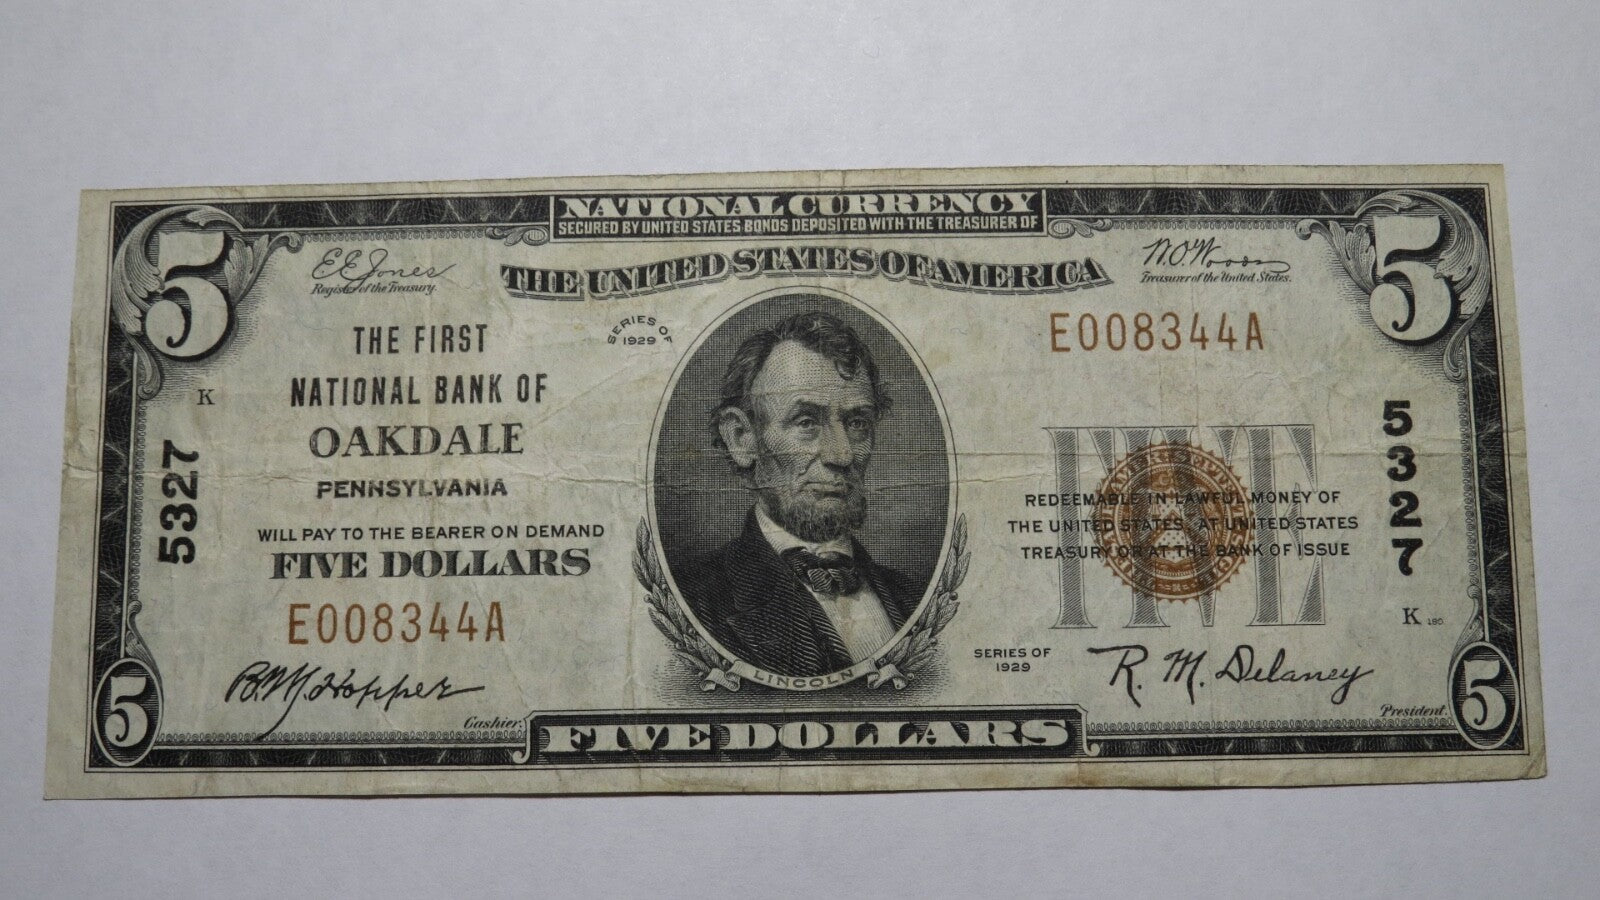 NATIONAL CURRENCY
SECURED BY UNITED STATES BONDS DEPOSITED WITH THE TREASURER OF
THE UNITED STATES OF AMERICA
5
5
E.E. Jones
Register of the Treasury.
W.O. Woods
Treasurer of the United States.
THE FIRST
NATIONAL BANK OF
OAKDALE
PENNSYLVANIA
WILL PAY TO THE BEARER ON DEMAND
FIVE DOLLARS
E008344A
K
5327
SERIES OF
1929
E008344A
5327
FIVE
REDEEMABLE IN LAWFUL MONEY OF
THE UNITED STATES, AT UNITED STATES
TREASURY OR AT THE BANK OF ISSUE
K 180
LINCOLN
SERIES OF
1929
B.M. Hopper
Cashier.
R. M. Delaney
President.
5
FIVE DOLLARS
5